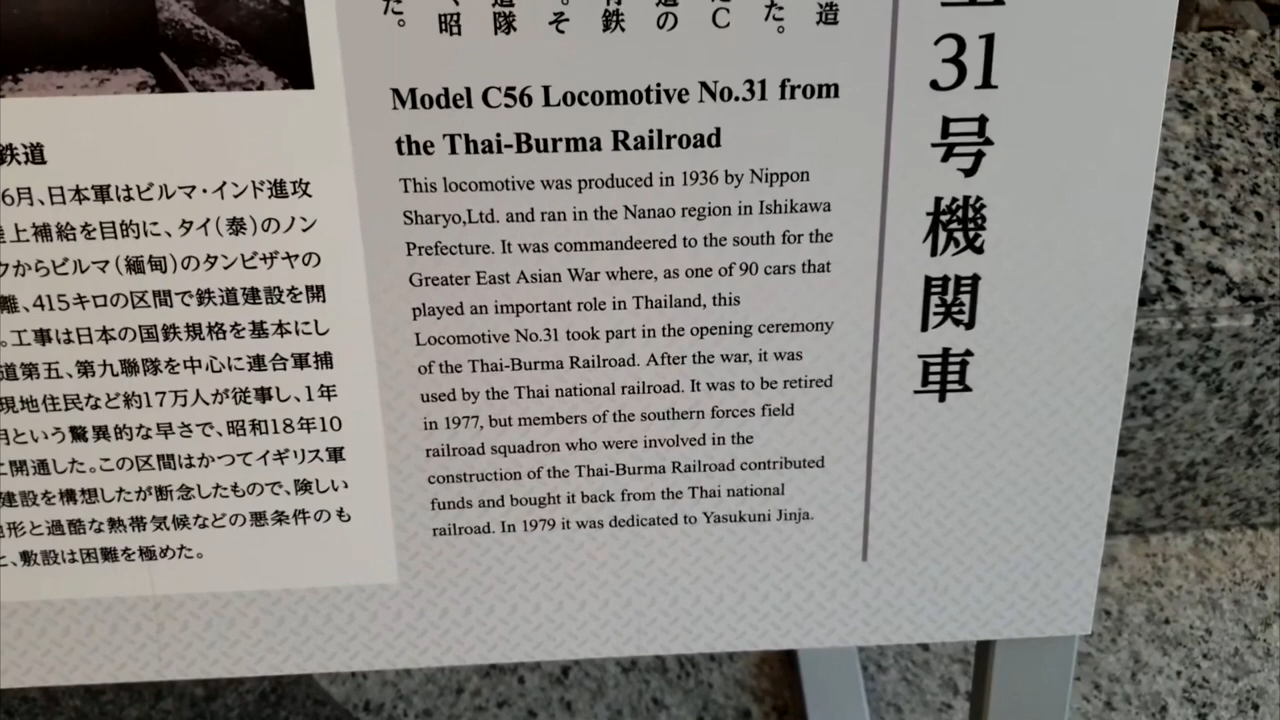 31号機関車
造
た。
C
の
鉄
そ
隊
昭
た。
Model C56 Locomotive No.31 from
the Thai-Burma Railroad
This locomotive was produced in 1936 by Nippon
Sharyo,Ltd. and ran in the Nanao region in Ishikawa
Prefecture. It was commandeered to the south for the
Greater East Asian War where, as one of 90 cars that
played an important role in Thailand, this
Locomotive No.31 took part in the opening ceremony
of the Thai-Burma Railroad. After the war, it was
used by the Thai national railroad. It was to be retired
in 1977, but members of the southern forces field
railroad squadron who were involved in the
construction of the Thai-Burma Railroad contributed
funds and bought it back from the Thai national
railroad. In 1979 it was dedicated to Yasukuni Jinja.
鉄道
6月、日本軍はビルマ・インド進攻
上補給を目的に、タイ(泰)のノン
クからビルマ(緬甸)のタンビザヤの
離、415キロの区間で鉄道建設を開
。工事は日本の国鉄規格を基本にし
道第五、第九聯隊を中心に連合軍捕
現地住民など約17万人が従事し、1年
月という驚異的な早さで、昭和18年10
に開通した。この区間はかつてイギリス軍
建設を構想したが断念したもので、険しい
形と過酷な熱帯気候などの悪条件のも
と、敷設は困難を極めた。